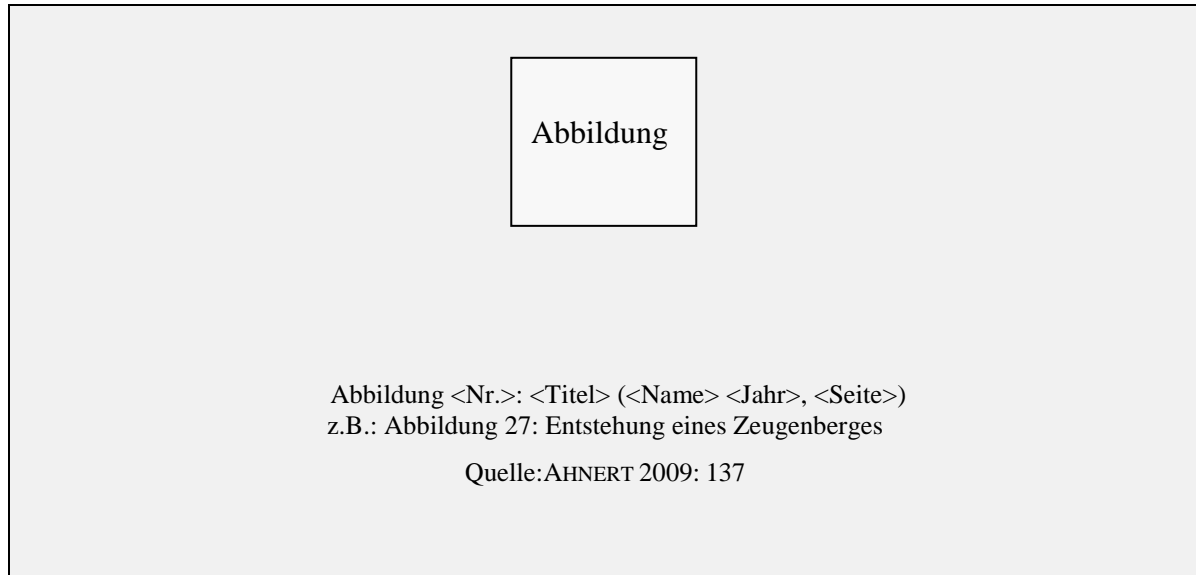 Abbildung
Abbildung <Nr.>: <Titel> (<Name> <Jahr>, <Seite>)
z.B.: Abbildung 27: Entstehung eines Zeugenberges
Quelle:AHNERT 2009: 137